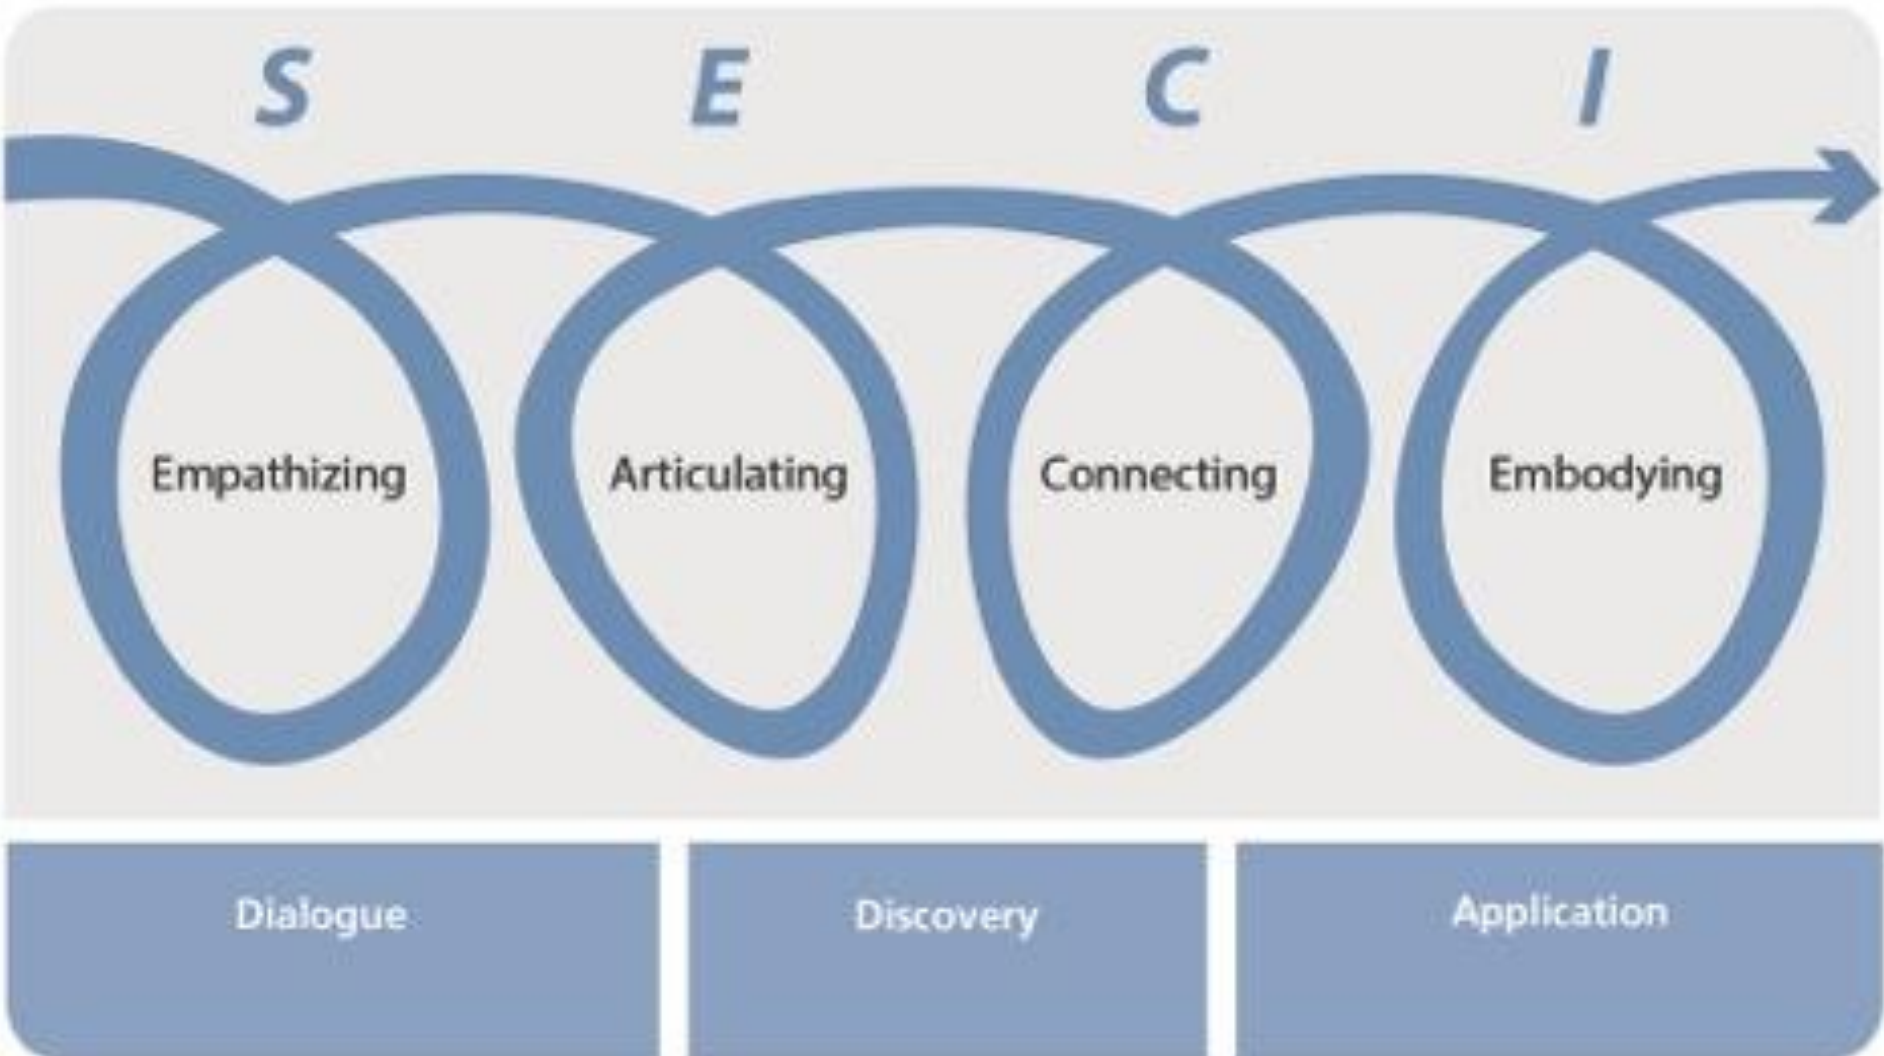 S E C I
Empathizing Articulating Connecting Embodying
Dialogue Discovery Application